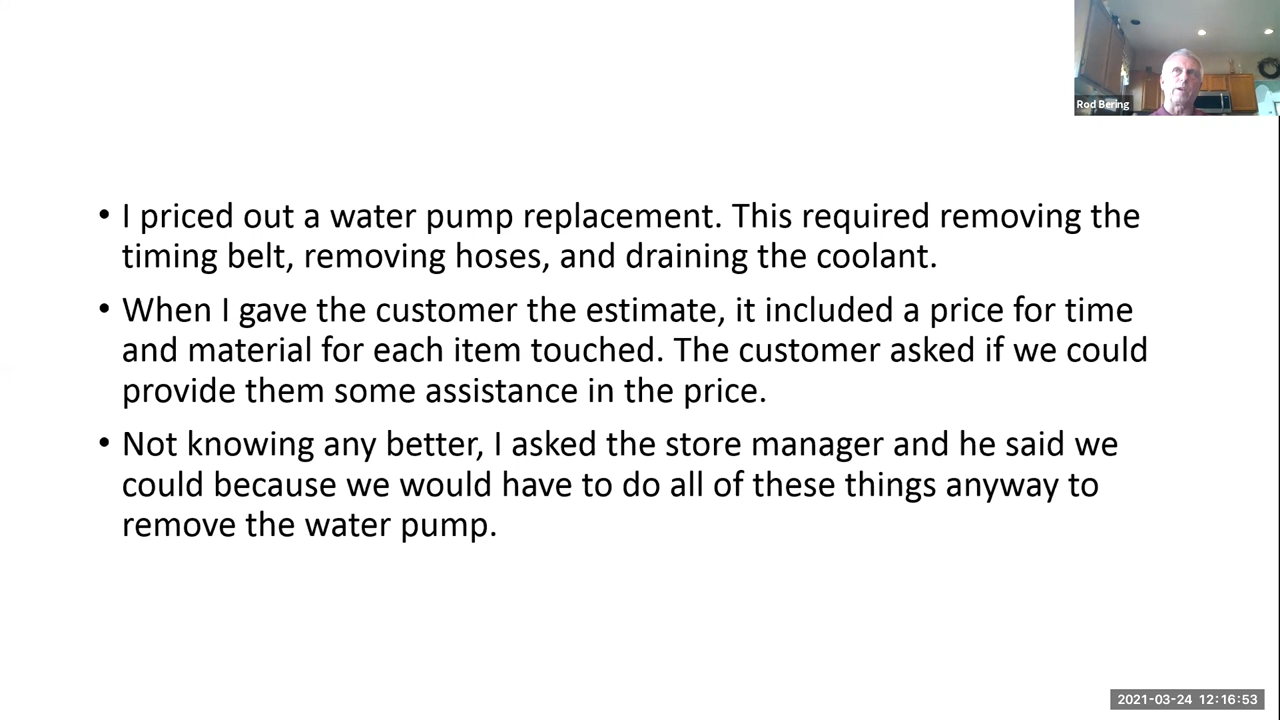 Rod Bering
• I priced out a water pump replacement. This required removing the
timing belt, removing hoses, and draining the coolant.
• When I gave the customer the estimate, it included a price for time
and material for each item touched. The customer asked if we could
provide them some assistance in the price.
• Not knowing any better, I asked the store manager and he said we
could because we would have to do all of these things anyway to
remove the water pump.
2021-03-24 12:16:53